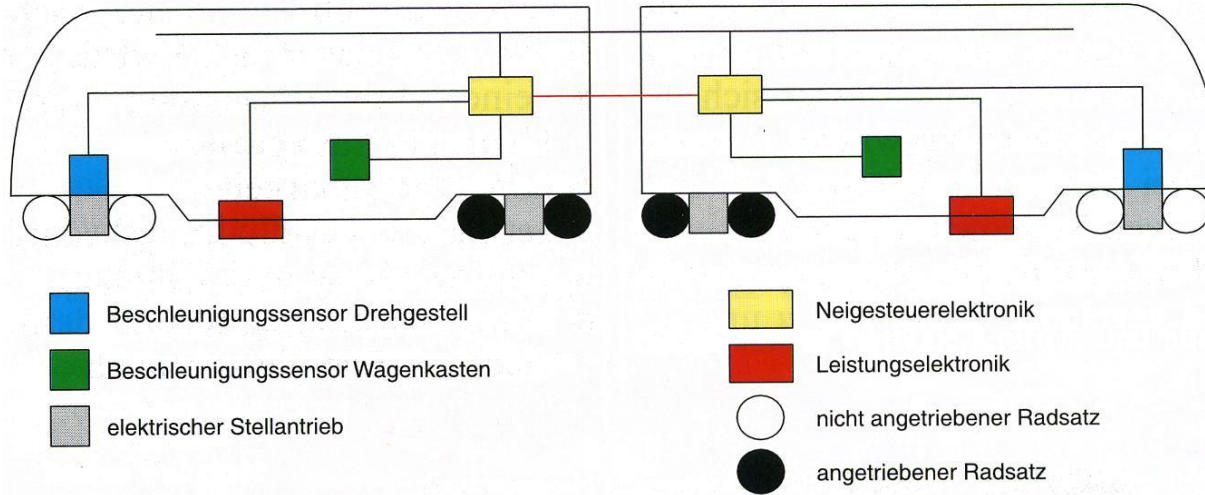 Beschleunigungssensor Drehgestell
Beschleunigungssensor Wagenkasten
elektrischer Stellantrieb
Neigesteuerelektronik
Leistungselektronik
nicht angetriebener Radsatz
angetriebener Radsatz